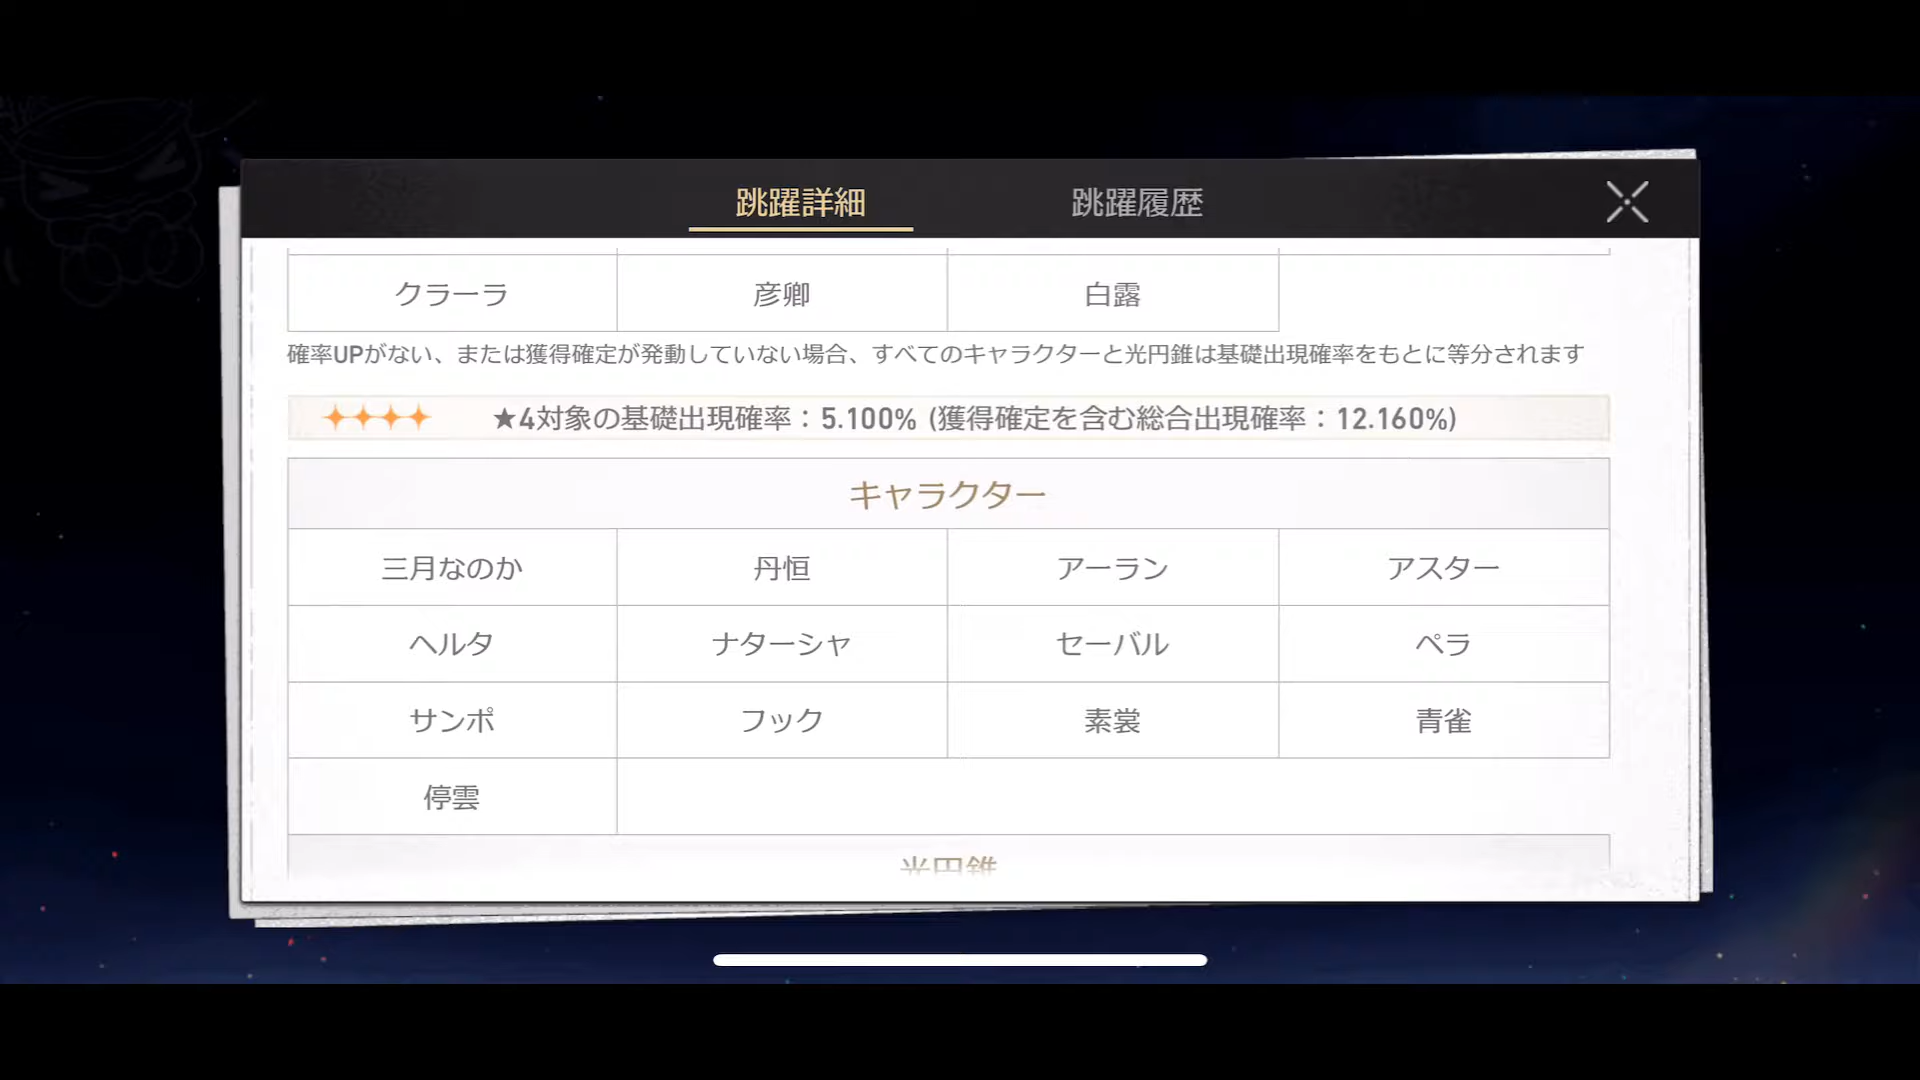 跳躍詳細 跳躍履歴
クラーラ 彦卿 白露
確率UPがない、または獲得確定が発動していない場合、すべてのキャラクターと光円錐は基礎出現確率をもとに等分されます
★4対象の基礎出現確率：5.100% (獲得確定を含む総合出現確率：12.160%)
キャラクター
三月なのか 丹恒 アーラン アスター
ヘルタ ナターシャ セーバル ペラ
サンポ フック 素裳 青雀
停雲
光円錐